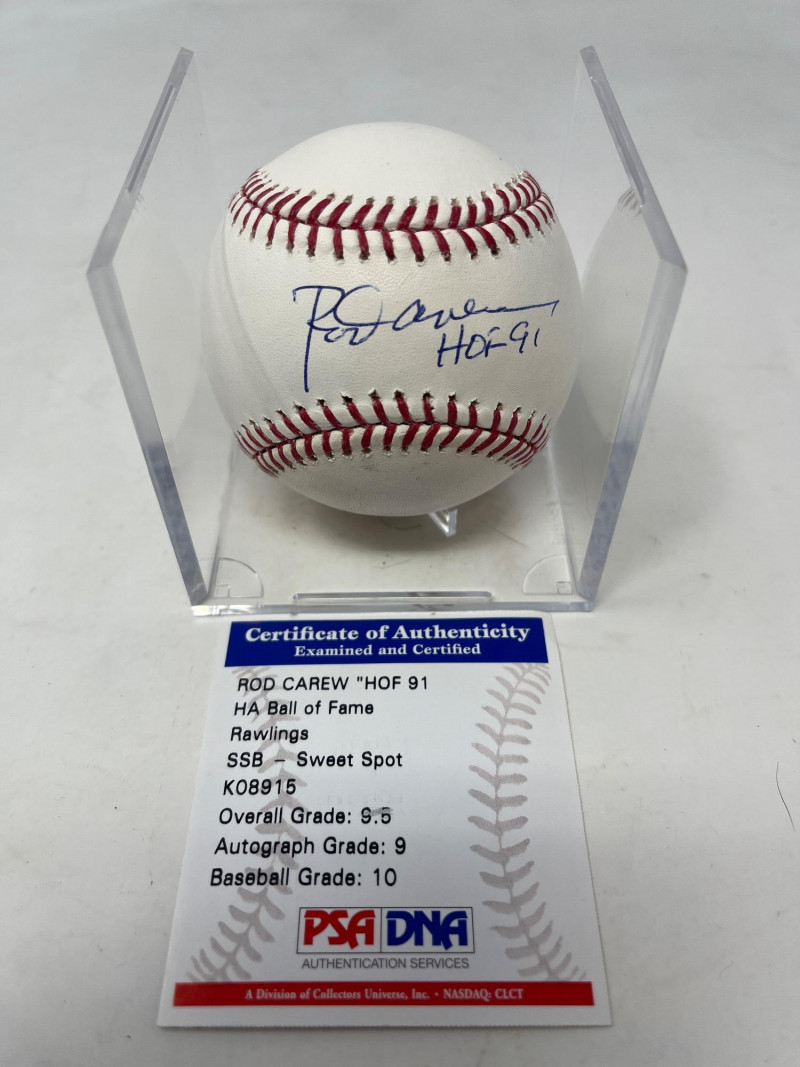 Rod Carew
HOF 91
Certificate of Authenticity
Examined and Certified
ROD CAREW "HOF 91
HA Ball of Fame
Rawlings
SSB - Sweet Spot
K08915
Overall Grade: 9.5
Autograph Grade: 9
Baseball Grade: 10
PSA DNA
AUTHENTICATION SERVICES
A Division of Collectors Universe, Inc. • NASDAQ: CLCT